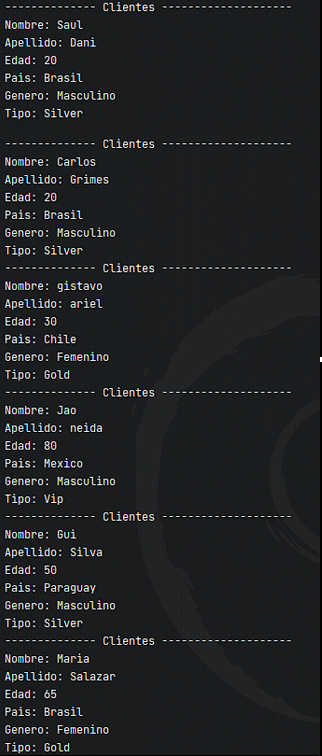 -------------- Clientes --------------------
Nombre: Saul
Apellido: Dani
Edad: 20
Pais: Brasil
Genero: Masculino
Tipo: Silver
-------------- Clientes --------------------
Nombre: Carlos
Apellido: Grimes
Edad: 20
Pais: Brasil
Genero: Masculino
Tipo: Silver
-------------- Clientes --------------------
Nombre: gistavo
Apellido: ariel
Edad: 30
Pais: Chile
Genero: Femenino
Tipo: Gold
-------------- Clientes --------------------
Nombre: Jao
Apellido: neida
Edad: 80
Pais: Mexico
Genero: Masculino
Tipo: Vip
-------------- Clientes --------------------
Nombre: Gui
Apellido: Silva
Edad: 50
Pais: Paraguay
Genero: Masculino
Tipo: Silver
-------------- Clientes --------------------
Nombre: Maria
Apellido: Salazar
Edad: 65
Pais: Brasil
Genero: Femenino
Tipo: Gold